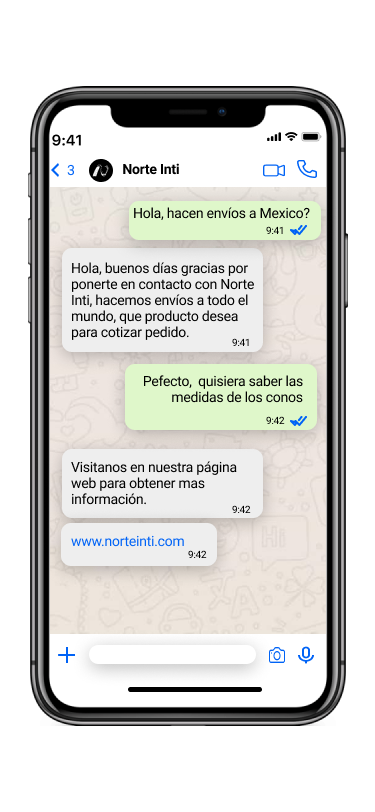 9:41
3
Norte Inti
Hola, hacen envíos a Mexico?
9:41
Hola, buenos días gracias por
ponerte en contacto con Norte
Inti, hacemos envíos a todo el
mundo, que producto desea
para cotizar pedido.
9:41
Pefecto, quisiera saber las
medidas de los conos
9:42
Visitanos en nuestra página
web para obtener mas
información.
9:42
www.norteinti.com
9:42
Hi